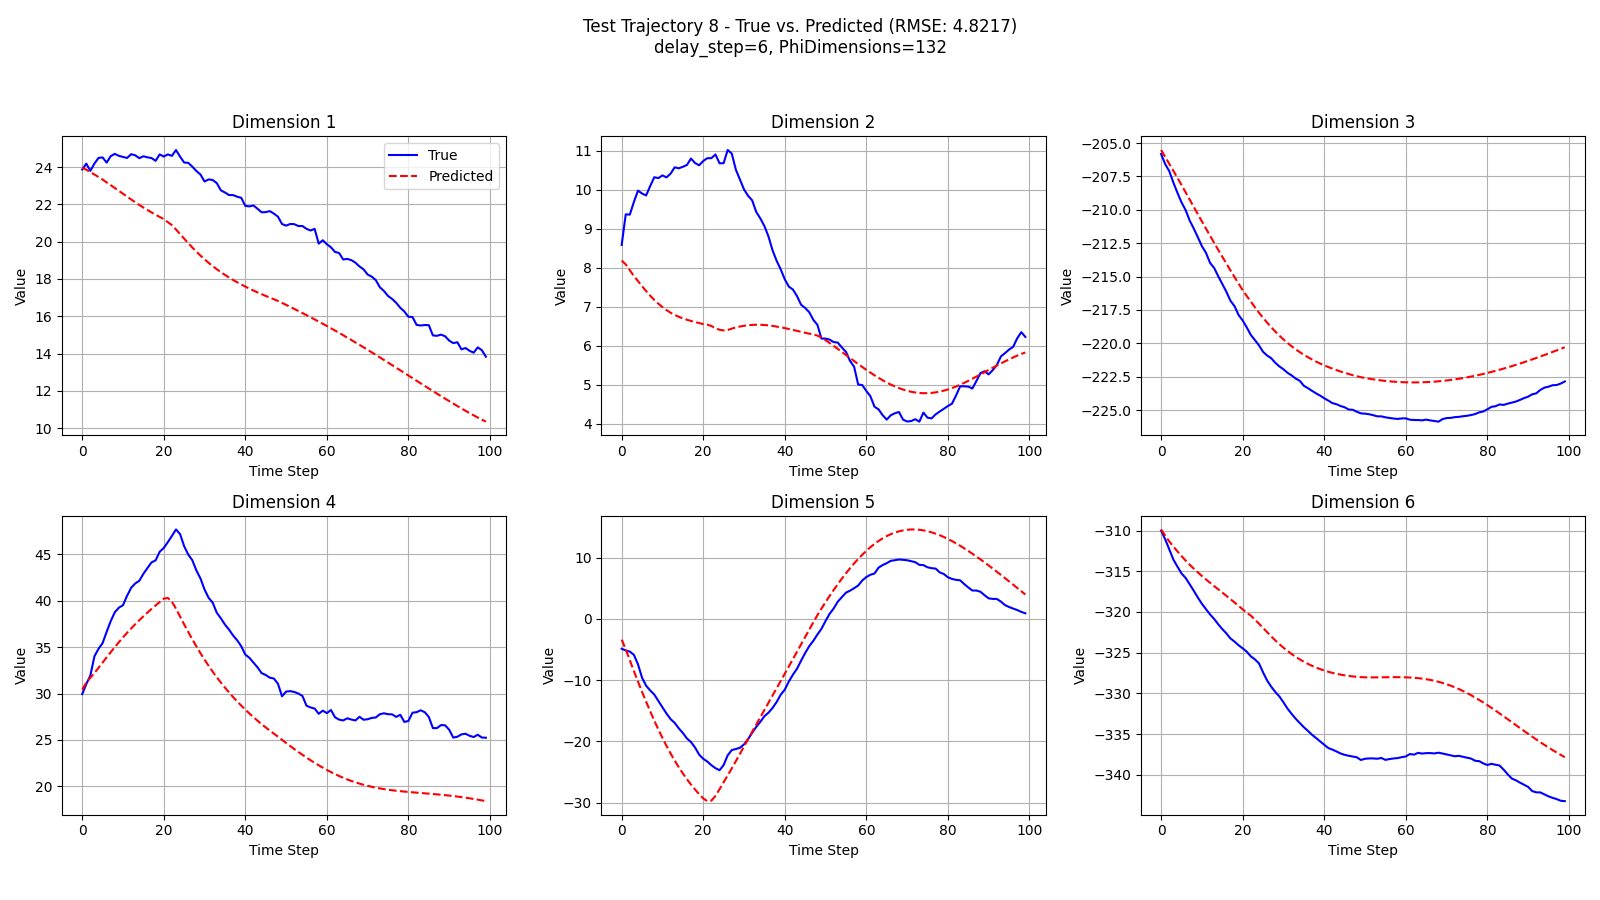 Test Trajectory 8 - True vs. Predicted (RMSE: 4.8217)
delay_step=6, PhiDimensions=132
Dimension 1
Value
24
22
20
18
16
14
12
10
0 20 40 60 80 100
Time Step
True
Predicted
Dimension 2
Value
11
10
9
8
7
6
5
4
0 20 40 60 80 100
Time Step
Dimension 3
Value
−205.0
−207.5
−210.0
−212.5
−215.0
−217.5
−220.0
−222.5
−225.0
0 20 40 60 80 100
Time Step
Dimension 4
Value
45
40
35
30
25
20
0 20 40 60 80 100
Time Step
Dimension 5
Value
10
0
−10
−20
−30
0 20 40 60 80 100
Time Step
Dimension 6
Value
−310
−315
−320
−325
−330
−335
−340
0 20 40 60 80 100
Time Step